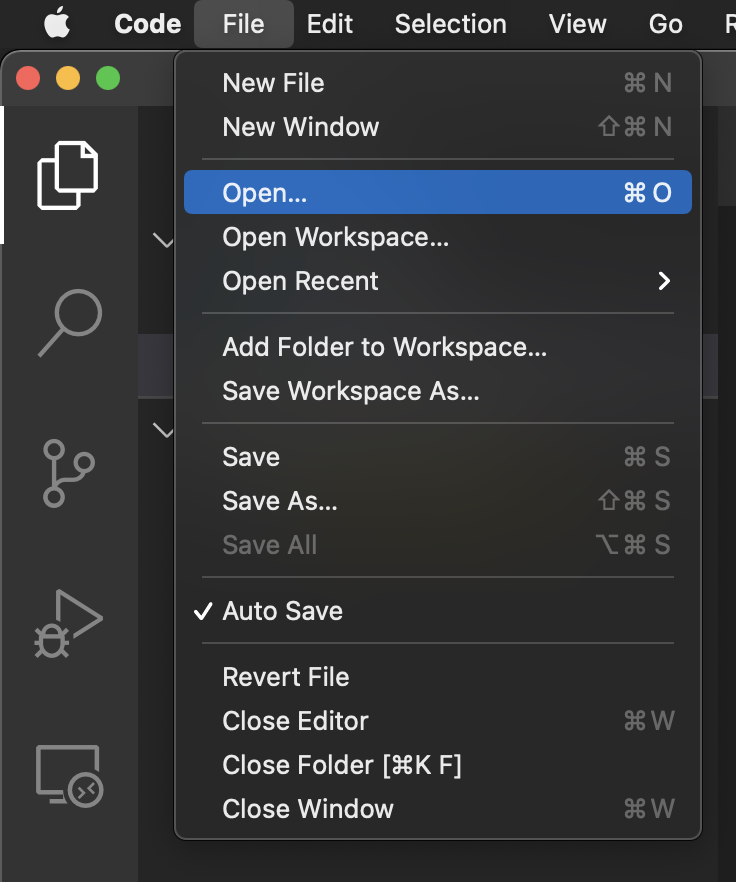 Code File Edit Selection View Go R
New File ⌘ N
New Window ⇧⌘ N
Open... ⌘ O
Open Workspace...
Open Recent
Add Folder to Workspace...
Save Workspace As...
Save ⌘ S
Save As... ⇧⌘ S
Save All ⌥⌘ S
✓ Auto Save
Revert File
Close Editor ⌘ W
Close Folder [⌘K F]
Close Window ⌘ W